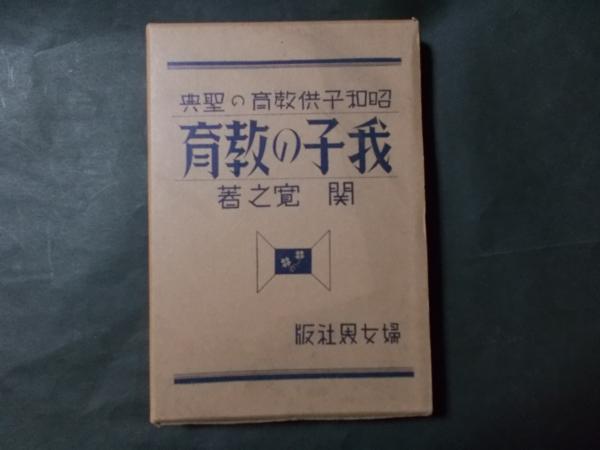 昭和子供教育の聖典
我子の教育
関寛之著
婦女界社版